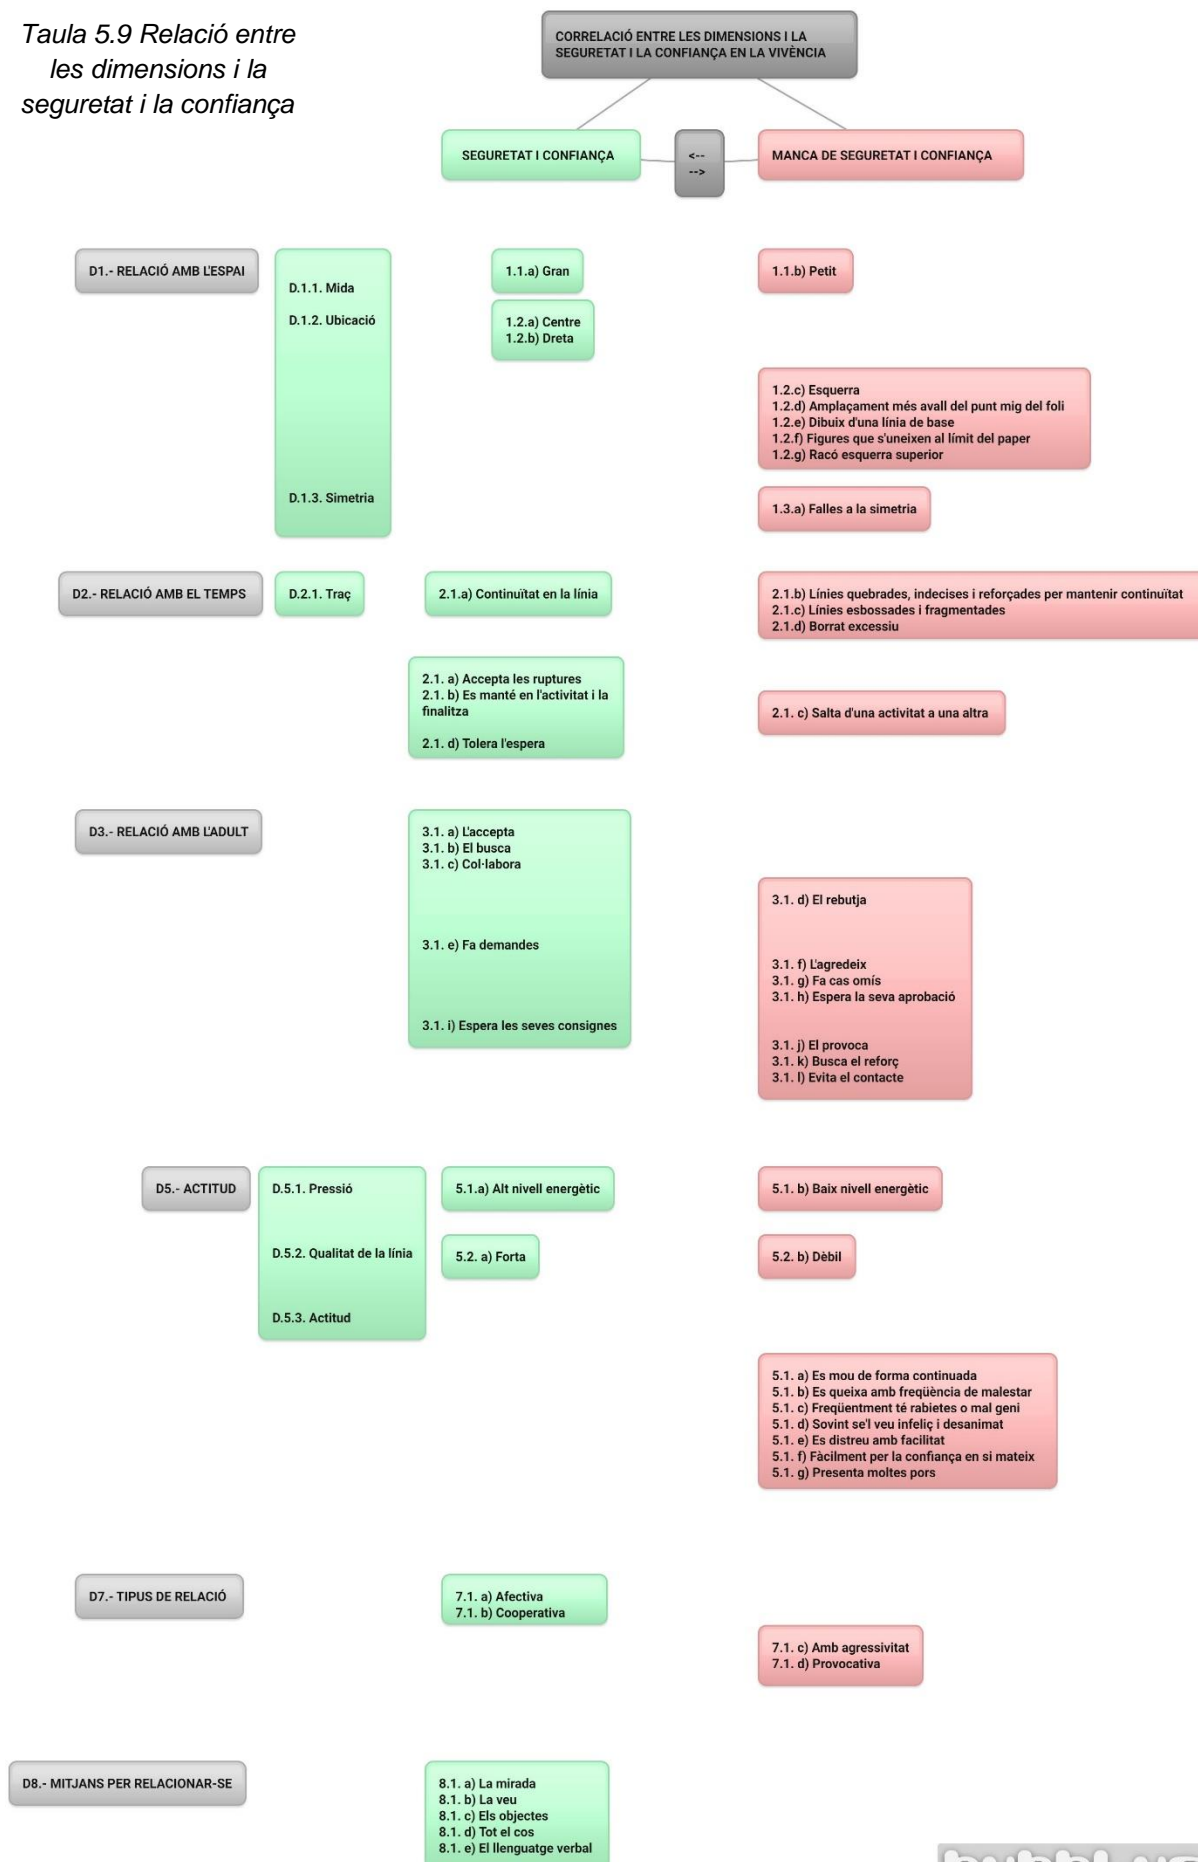 Taula 5.9 Relació entre
les dimensions i la
seguretat i la confiança
CORRELACIÓ ENTRE LES DIMENSIONS I LA
SEGURETAT I LA CONFIANÇA EN LA VIVÈNCIA
SEGURETAT I CONFIANÇA
<--
-->
MANCA DE SEGURETAT I CONFIANÇA
D1.- RELACIÓ AMB L'ESPAI
D.1.1. Mida
1.1.a) Gran
1.1.b) Petit
D.1.2. Ubicació
1.2.a) Centre
1.2.b) Dreta
1.2.c) Esquerra
1.2.d) Amplaçament més avall del punt mig del foli
1.2.e) Dibuix d'una línia de base
1.2.f) Figures que s'uneixen al límit del paper
1.2.g) Racó esquerra superior
D.1.3. Simetria
1.3.a) Falles a la simetria
D2.- RELACIÓ AMB EL TEMPS
D.2.1. Traç
2.1.a) Continuïtat en la línia
2.1.b) Línies quebrades, indecises i reforçades per mantenir continuïtat
2.1.c) Línies esbossades i fragmentades
2.1.d) Borrat excessiu
2.1. a) Accepta les ruptures
2.1. b) Es manté en l'activitat i la
finalitza
2.1. d) Tolera l'espera
2.1. c) Salta d'una activitat a una altra
D3.- RELACIÓ AMB L'ADULT
3.1. a) L'accepta
3.1. b) El busca
3.1. c) Col·labora
3.1. e) Fa demandes
3.1. i) Espera les seves consignes
3.1. d) El rebutja
3.1. f) L'agredeix
3.1. g) Fa cas omís
3.1. h) Espera la seva aprobació
3.1. j) El provoca
3.1. k) Busca el reforç
3.1. l) Evita el contacte
D5.- ACTITUD
D.5.1. Pressió
5.1.a) Alt nivell energètic
5.1. b) Baix nivell energètic
D.5.2. Qualitat de la línia
5.2. a) Forta
5.2. b) Dèbil
D.5.3. Actitud
5.1. a) Es mou de forma continuada
5.1. b) Es queixa amb freqüència de malestar
5.1. c) Freqüentment té rabietes o mal geni
5.1. d) Sovint se'l veu infeliç i desanimat
5.1. e) Es distreu amb facilitat
5.1. f) Fàcilment per la confiança en si mateix
5.1. g) Presenta moltes pors
D7.- TIPUS DE RELACIÓ
7.1. a) Afectiva
7.1. b) Cooperativa
7.1. c) Amb agressivitat
7.1. d) Provocativa
D8.- MITJANS PER RELACIONAR-SE
8.1. a) La mirada
8.1. b) La veu
8.1. c) Els objectes
8.1. d) Tot el cos
8.1. e) El llenguatge verbal